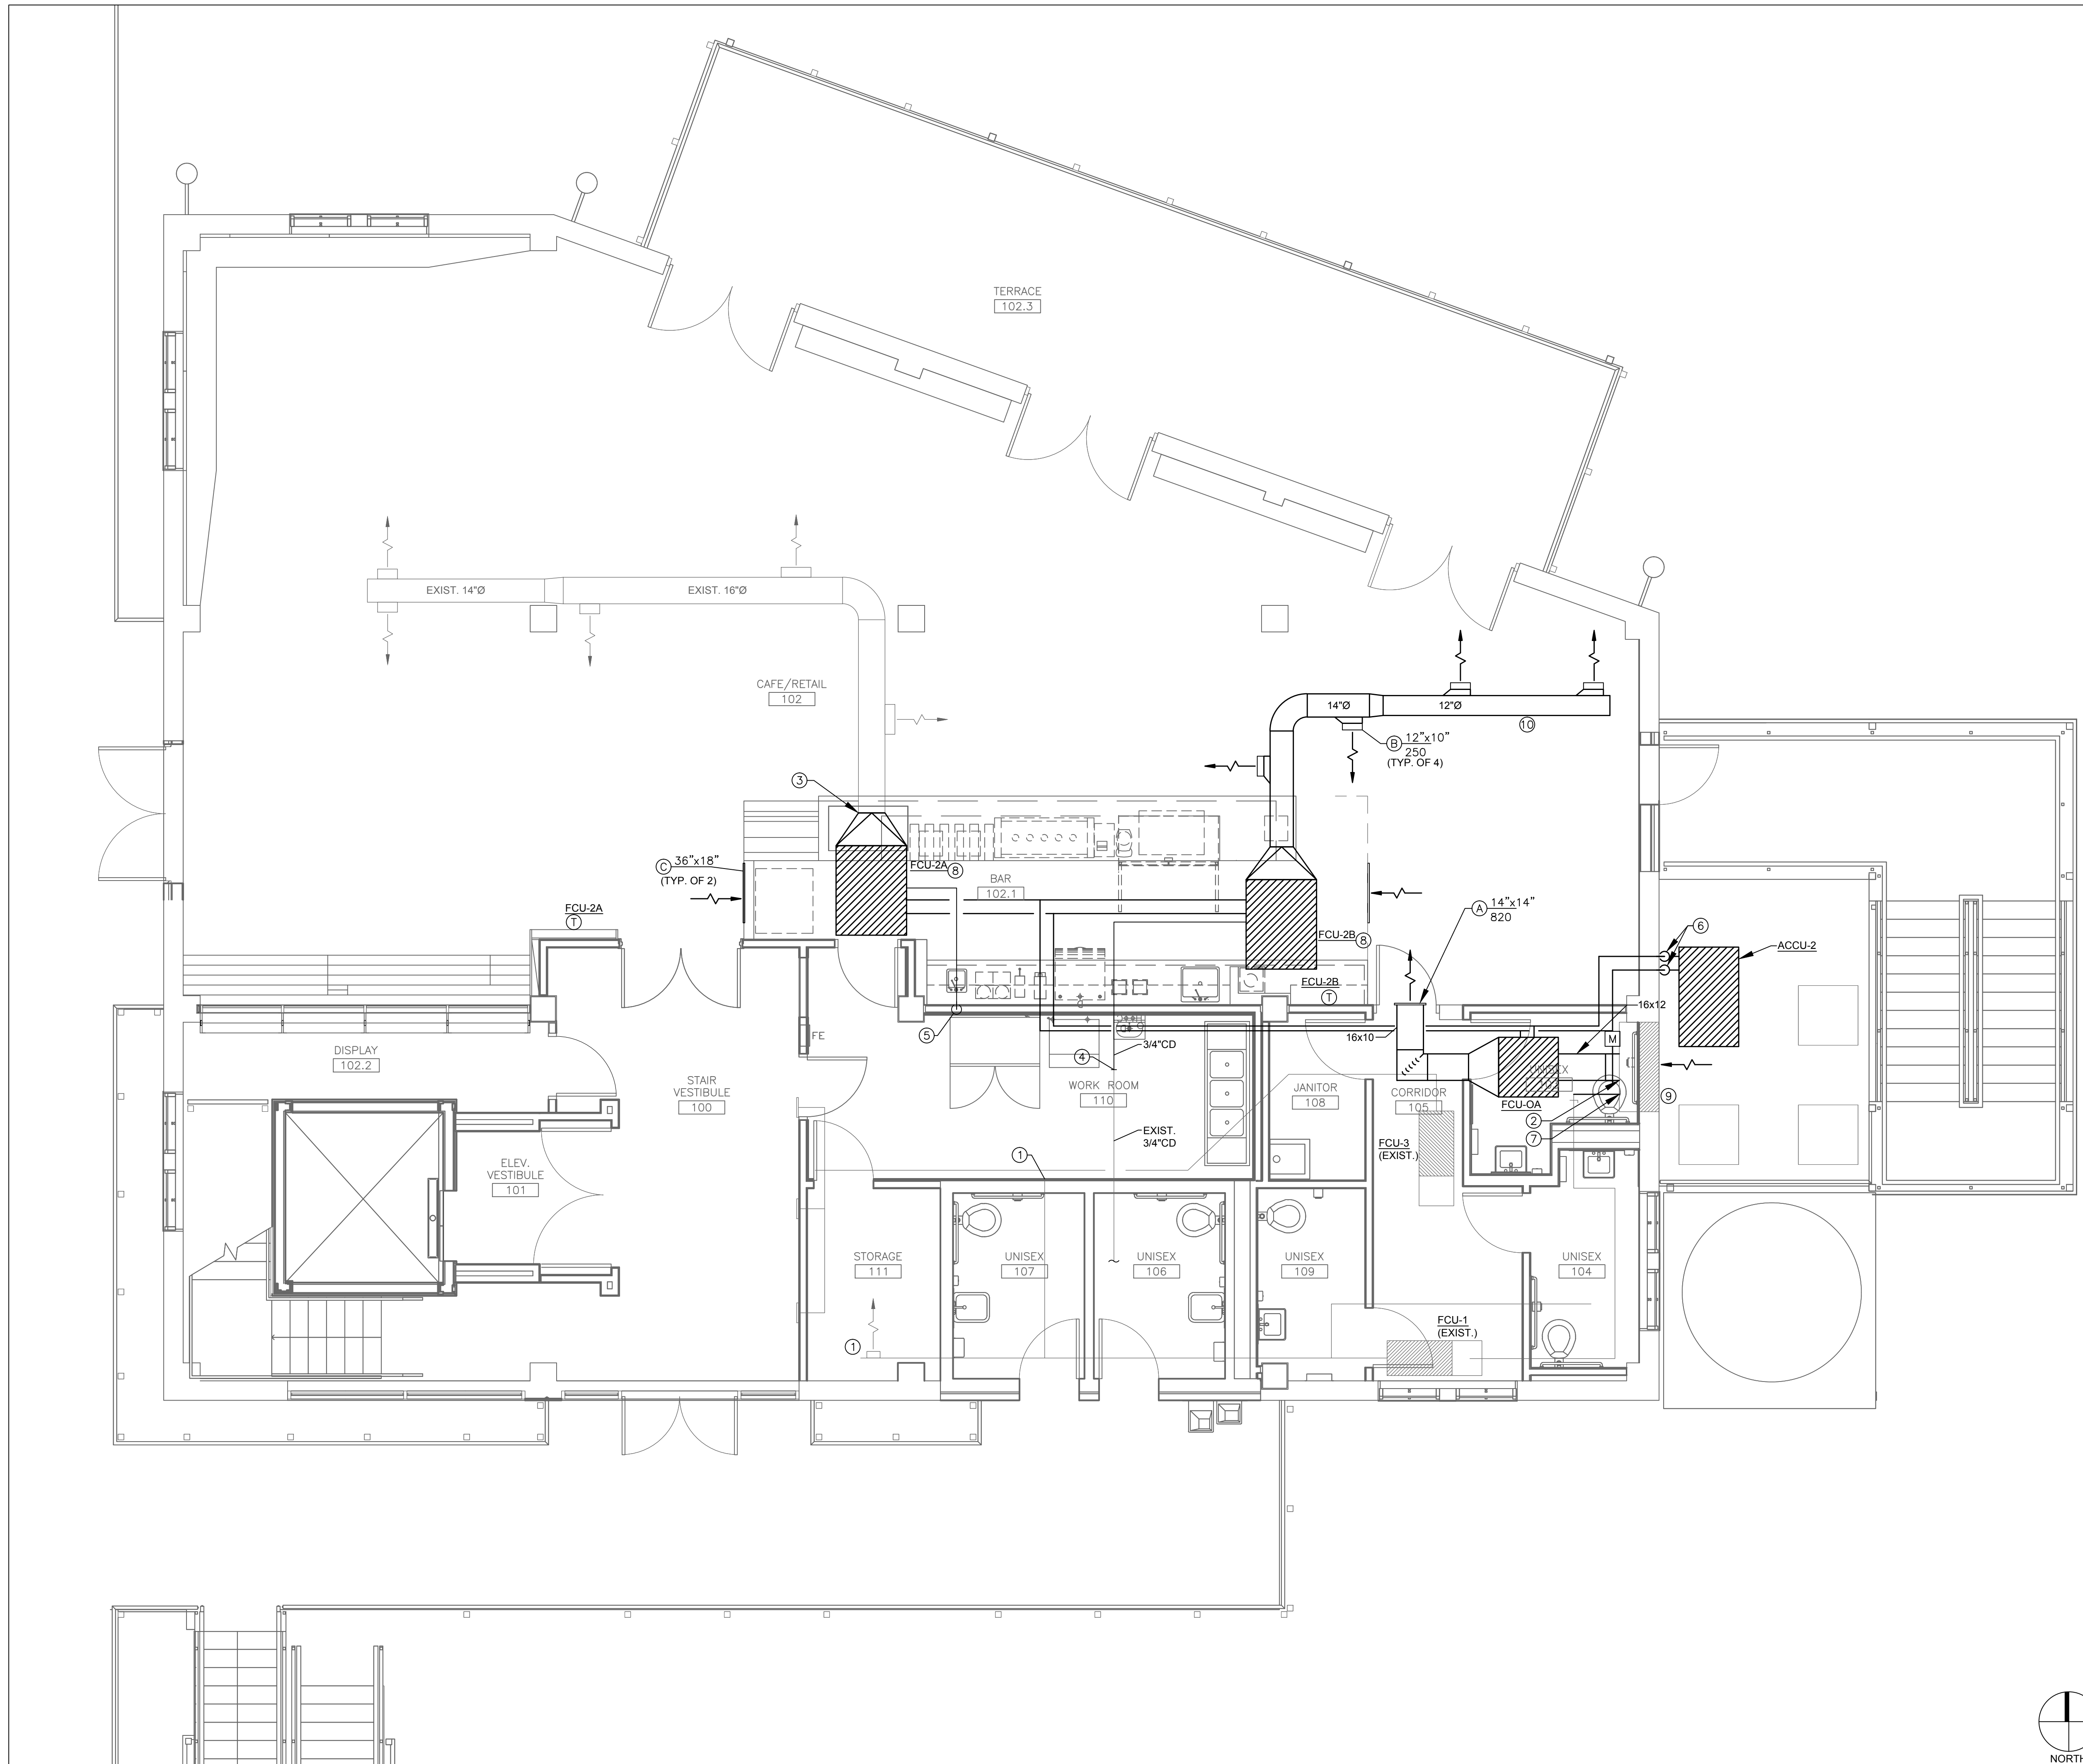 TERRACE
102.3
EXIST. 14"Ø
EXIST. 16"Ø
CAFE/RETAIL
102
14"Ø
12"Ø
10
B 12"x10"
250
(TYP. OF 4)
3
C 36"x18"
(TYP. OF 2)
FCU-2A 8
BAR
102.1
FCU-2A
T
A 14"x14"
820
FCU-2B 8
6
ACCU-2
FCU-2B
T
16x12
5
FE
16x10
M
DISPLAY
102.2
3/4"CD
4
STAIR
VESTIBULE
100
WORK ROOM
110
JANITOR
108
CORRIDOR
105
UNISEX
FCU-OA
9
2
7
EXIST.
3/4"CD
FCU-3
(EXIST.)
1
ELEV.
VESTIBULE
101
STORAGE
111
UNISEX
107
UNISEX
106
UNISEX
109
UNISEX
104
1
FCU-1
(EXIST.)
NORTH